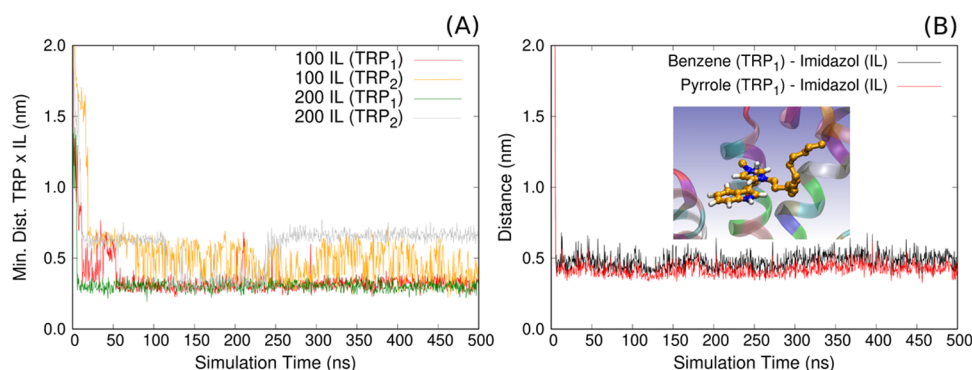 (A)
2.0
1.5
1.0
0.5
0.0
Min. Dist. TRP x IL (nm)
100 IL (TRP1)
100 IL (TRP2)
200 IL (TRP1)
200 IL (TRP2)
0 50 100 150 200 250 300 350 400 450 500
Simulation Time (ns)
(B)
2.0
1.5
1.0
0.5
0.0
Distance (nm)
Benzene (TRP1) - Imidazol (IL)
Pyrrole (TRP1) - Imidazol (IL)
0 50 100 150 200 250 300 350 400 450 500
Simulation Time (ns)